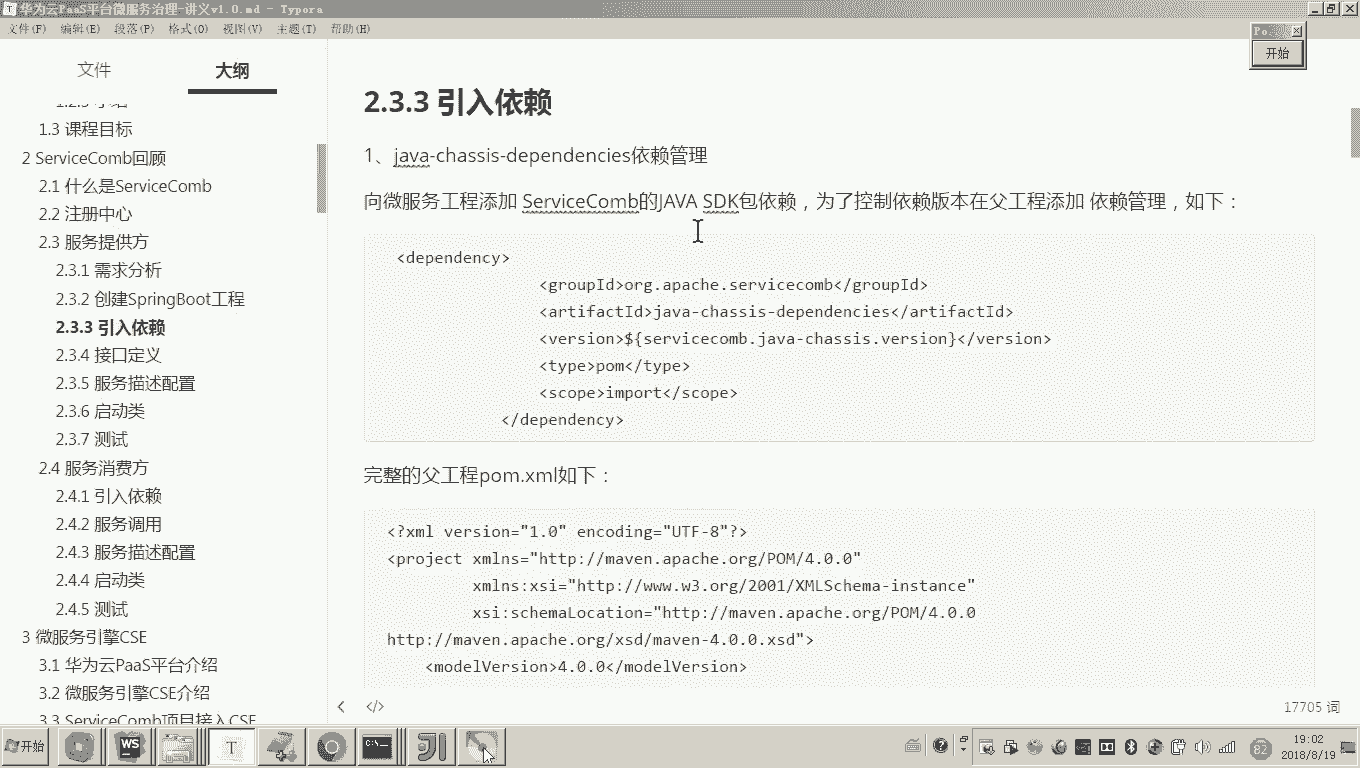 华为云PaaS平台微服务治理-讲义v1.0.md - Typora
文件(F) 编辑(E) 段落(P) 格式(O) 视图(V) 主题(T) 帮助(H)
开始
文件 大纲
1.3 课程目标
2 ServiceComb回顾
2.1 什么是ServiceComb
2.2 注册中心
2.3 服务提供方
2.3.1 需求分析
2.3.2 创建SpringBoot工程
2.3.3 引入依赖
2.3.4 接口定义
2.3.5 服务描述配置
2.3.6 启动类
2.3.7 测试
2.4 服务消费方
2.4.1 引入依赖
2.4.2 服务调用
2.4.3 服务描述配置
2.4.4 启动类
2.4.5 测试
3 微服务引擎CSE
3.1 华为云PaaS平台介绍
3.2 微服务引擎CSE介绍
3.3 ServiceComb项目接入CSE
2.3.3 引入依赖
1、java-chassis-dependencies依赖管理
向微服务工程添加 ServiceComb的JAVA SDK包依赖，为了控制依赖版本在父工程添加 依赖管理，如下：
<dependency>
<groupId>org.apache.servicecomb</groupId>
<artifactId>java-chassis-dependencies</artifactId>
<version>${servicecomb.java-chassis.version}</version>
<type>pom</type>
<scope>import</scope>
</dependency>
完整的父工程pom.xml如下：
<?xml version="1.0" encoding="UTF-8"?>
<project xmlns="http://maven.apache.org/POM/4.0.0"
xmlns:xsi="http://www.w3.org/2001/XMLSchema-instance"
xsi:schemaLocation="http://maven.apache.org/POM/4.0.0
http://maven.apache.org/xsd/maven-4.0.0.xsd">
<modelVersion>4.0.0</modelVersion>
</>
17705 词
开始
WS
T
82
19:02
2018/8/19